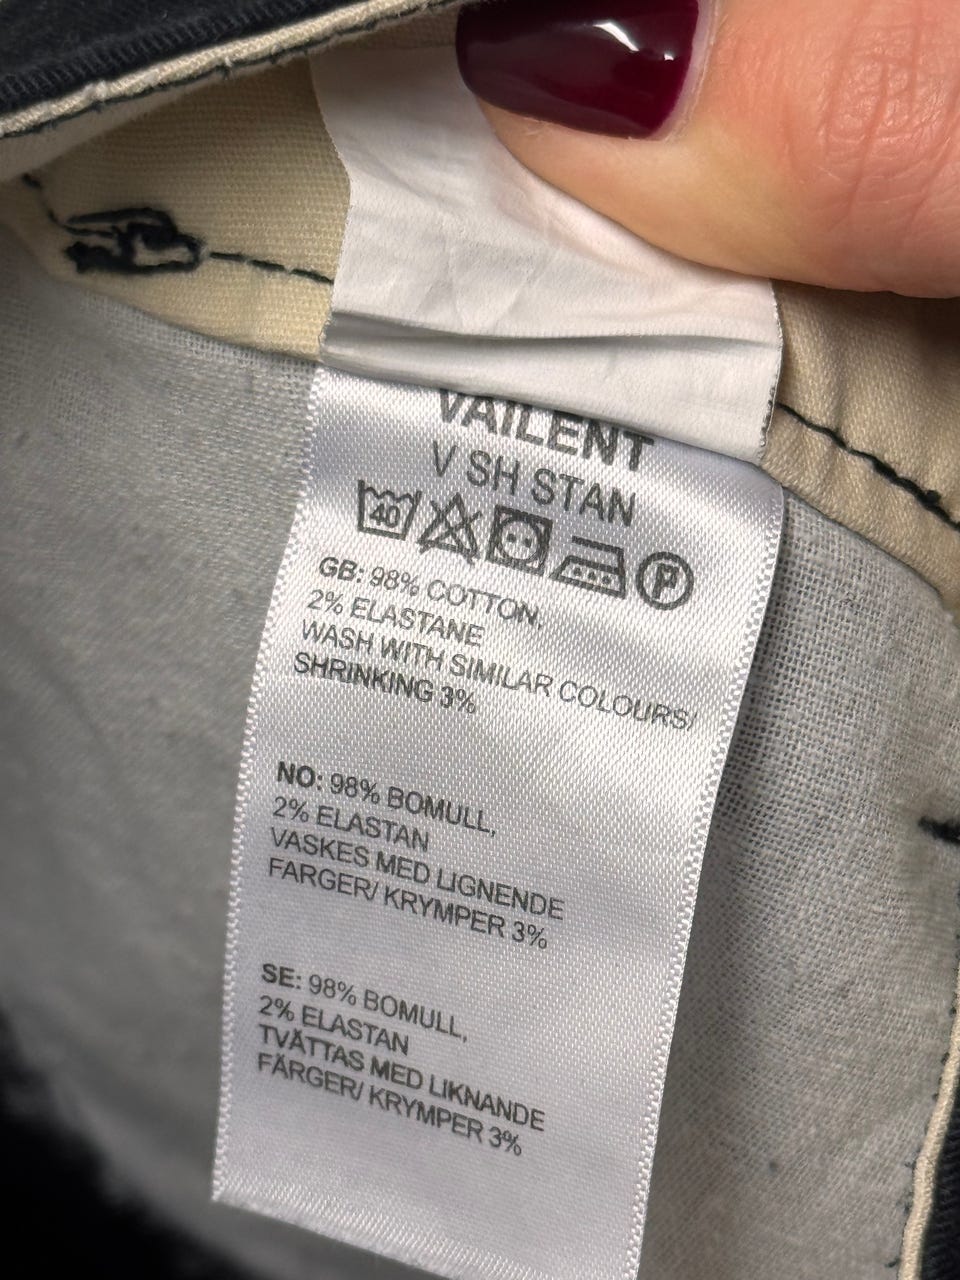 VAILENT
V SH STAN
40 P
GB: 98% COTTON,
2% ELASTANE
WASH WITH SIMILAR COLOURS/
SHRINKING 3%
NO: 98% BOMULL,
2% ELASTAN
VASKES MED LIGNENDE
FARGER/ KRYMPER 3%
SE: 98% BOMULL,
2% ELASTAN
TVÄTTAS MED LIKNANDE
FÄRGER/ KRYMPER 3%